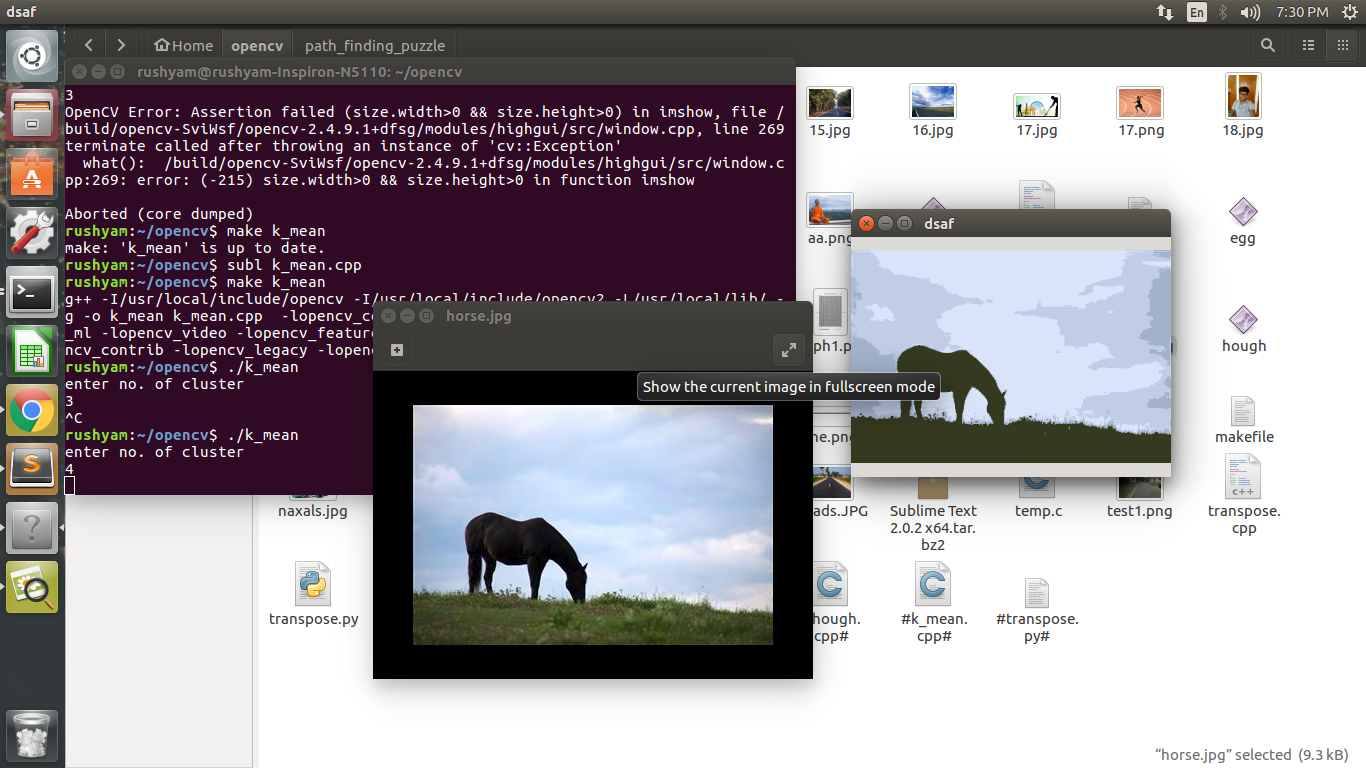 dsaf
En
7:30 PM
Home
opencv
path_finding_puzzle
rushyam@rushyam-Inspiron-N5110: ~/opencv
3
OpenCV Error: Assertion failed (size.width>0 && size.height>0) in imshow, file /
build/opencv-SviWsf/opencv-2.4.9.1+dfsg/modules/highgui/src/window.cpp, line 269
terminate called after throwing an instance of 'cv::Exception'
  what():  /build/opencv-SviWsf/opencv-2.4.9.1+dfsg/modules/highgui/src/window.c
pp:269: error: (-215) size.width>0 && size.height>0 in function imshow
Aborted (core dumped)
rushyam:~/opencv$ make k_mean
make: 'k_mean' is up to date.
rushyam:~/opencv$ subl k_mean.cpp
rushyam:~/opencv$ make k_mean
g++ -I/usr/local/include/opencv -I/usr/local/include/opencv2 -L/usr/local/lib/ -
g -o k_mean k_mean.cpp  -lopencv_co
_ml -lopencv_video -lopencv_featur
ncv_contrib -lopencv_legacy -lopen
rushyam:~/opencv$ ./k_mean
enter no. of cluster
3
^C
rushyam:~/opencv$ ./k_mean
enter no. of cluster
4
horse.jpg
Show the current image in fullscreen mode
dsaf
15.jpg
16.jpg
17.jpg
17.png
18.jpg
aa.png
egg
ph1.p
hough
ne.png
makefile
naxals.jpg
ads.JPG
Sublime Text
2.0.2 x64.tar.
bz2
temp.c
test1.png
transpose.
cpp
c++
transpose.py
hough.
cpp#
#k_mean.
cpp#
#transpose.
py#
"horse.jpg" selected (9.3 kB)